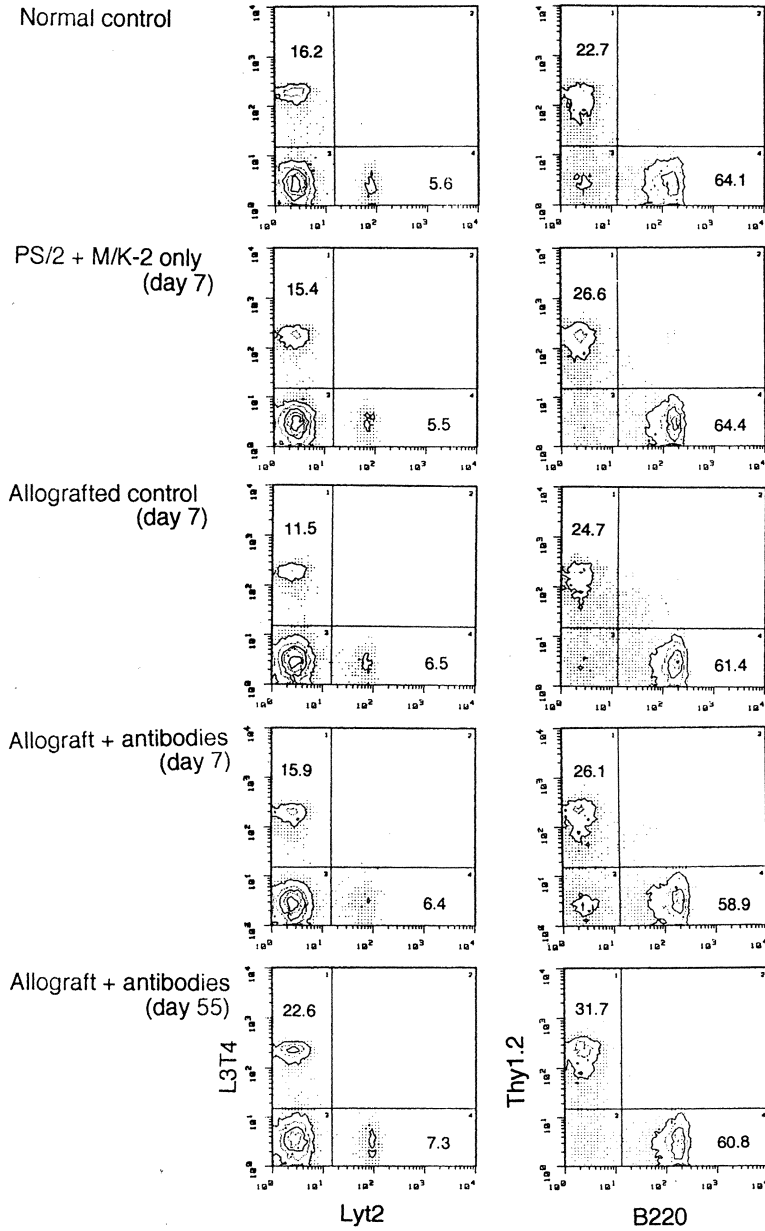 Normal control
16.2
5.6
22.7
64.1
PS/2 + M/K-2 only
(day 7)
15.4
5.5
26.6
64.4
Allografted control
(day 7)
11.5
6.5
24.7
61.4
Allograft + antibodies
(day 7)
15.9
6.4
26.1
58.9
Allograft + antibodies
(day 55)
22.6
7.3
31.7
60.8
L3T4
Thy1.2
Lyt2
B220